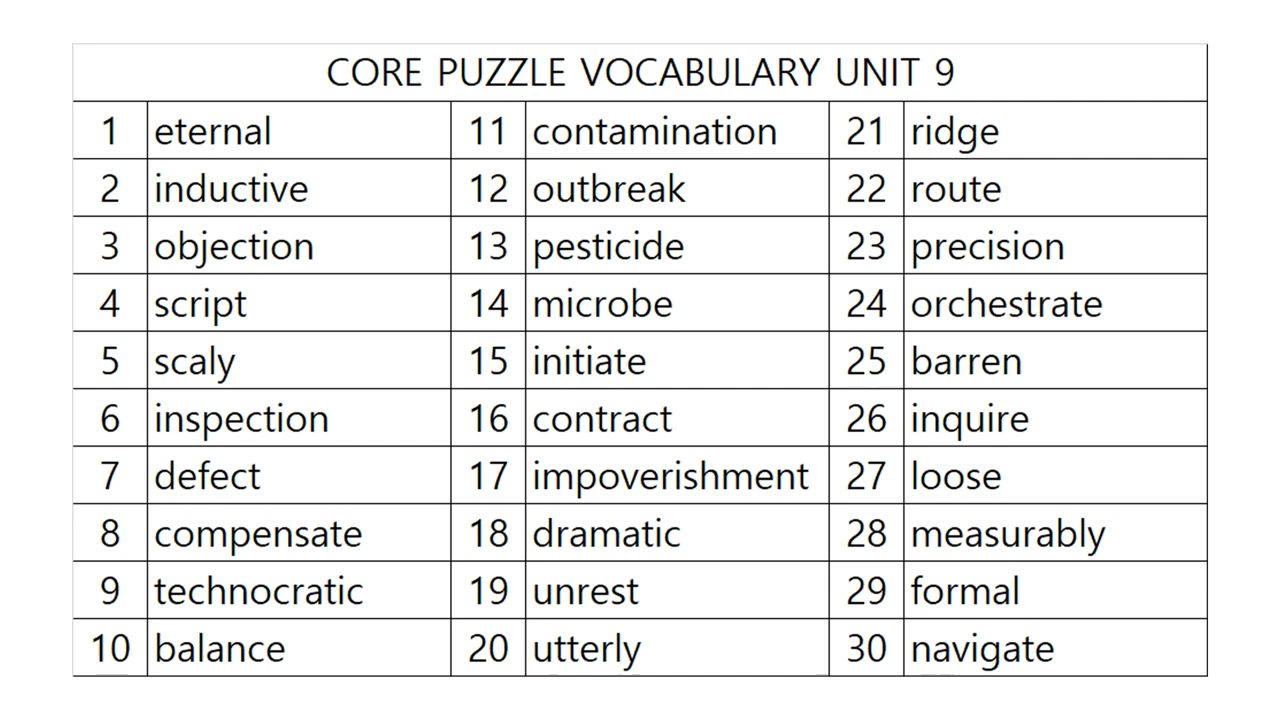 CORE PUZZLE VOCABULARY UNIT 9
1 eternal 11 contamination 21 ridge
2 inductive 12 outbreak 22 route
3 objection 13 pesticide 23 precision
4 script 14 microbe 24 orchestrate
5 scaly 15 initiate 25 barren
6 inspection 16 contract 26 inquire
7 defect 17 impoverishment 27 loose
8 compensate 18 dramatic 28 measurably
9 technocratic 19 unrest 29 formal
10 balance 20 utterly 30 navigate